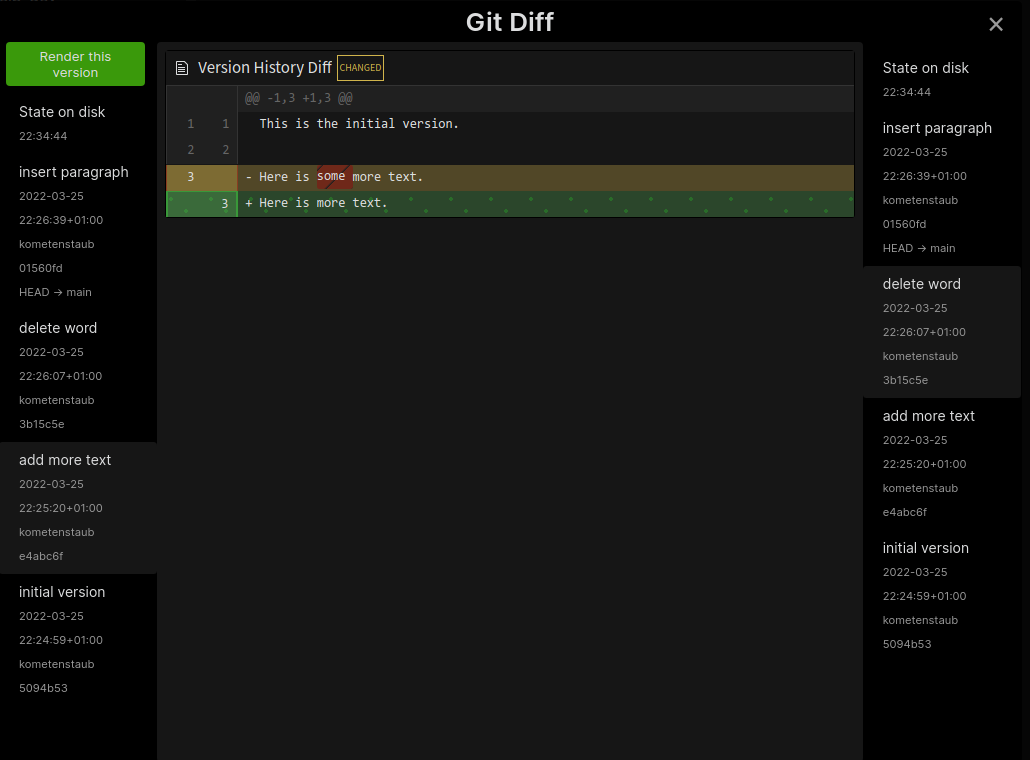 Git Diff
Render this
version
State on disk
22:34:44
insert paragraph
2022-03-25
22:26:39+01:00
kometenstaub
01560fd
HEAD → main
delete word
2022-03-25
22:26:07+01:00
kometenstaub
3b15c5e
add more text
2022-03-25
22:25:20+01:00
kometenstaub
e4abc6f
initial version
2022-03-25
22:24:59+01:00
kometenstaub
5094b53
Version History Diff CHANGED
@@ -1,3 +1,3 @@
1 1 This is the initial version.
2 2
3 - Here is some more text.
3 + Here is more text.
State on disk
22:34:44
insert paragraph
2022-03-25
22:26:39+01:00
kometenstaub
01560fd
HEAD → main
delete word
2022-03-25
22:26:07+01:00
kometenstaub
3b15c5e
add more text
2022-03-25
22:25:20+01:00
kometenstaub
e4abc6f
initial version
2022-03-25
22:24:59+01:00
kometenstaub
5094b53